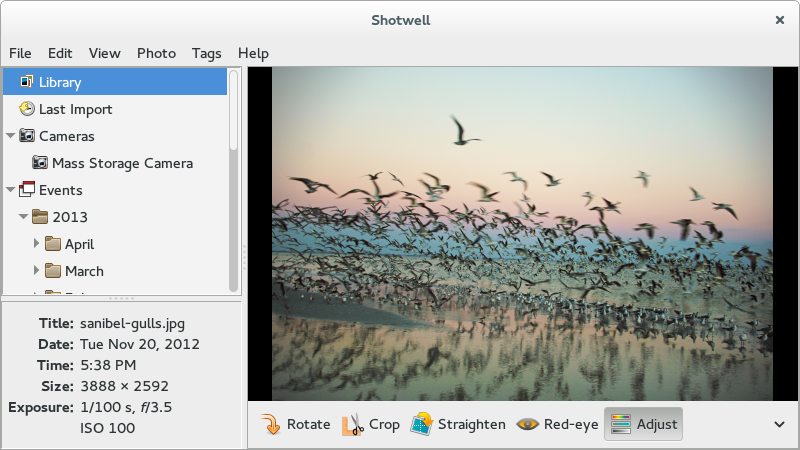 Shotwell
File Edit View Photo Tags Help
Library
Last Import
Cameras
Mass Storage Camera
Events
2013
April
March
Title: sanibel-gulls.jpg
Date: Tue Nov 20, 2012
Time: 5:38 PM
Size: 3888 × 2592
Exposure: 1/100 s, f/3.5
ISO 100
Rotate Crop Straighten Red-eye Adjust